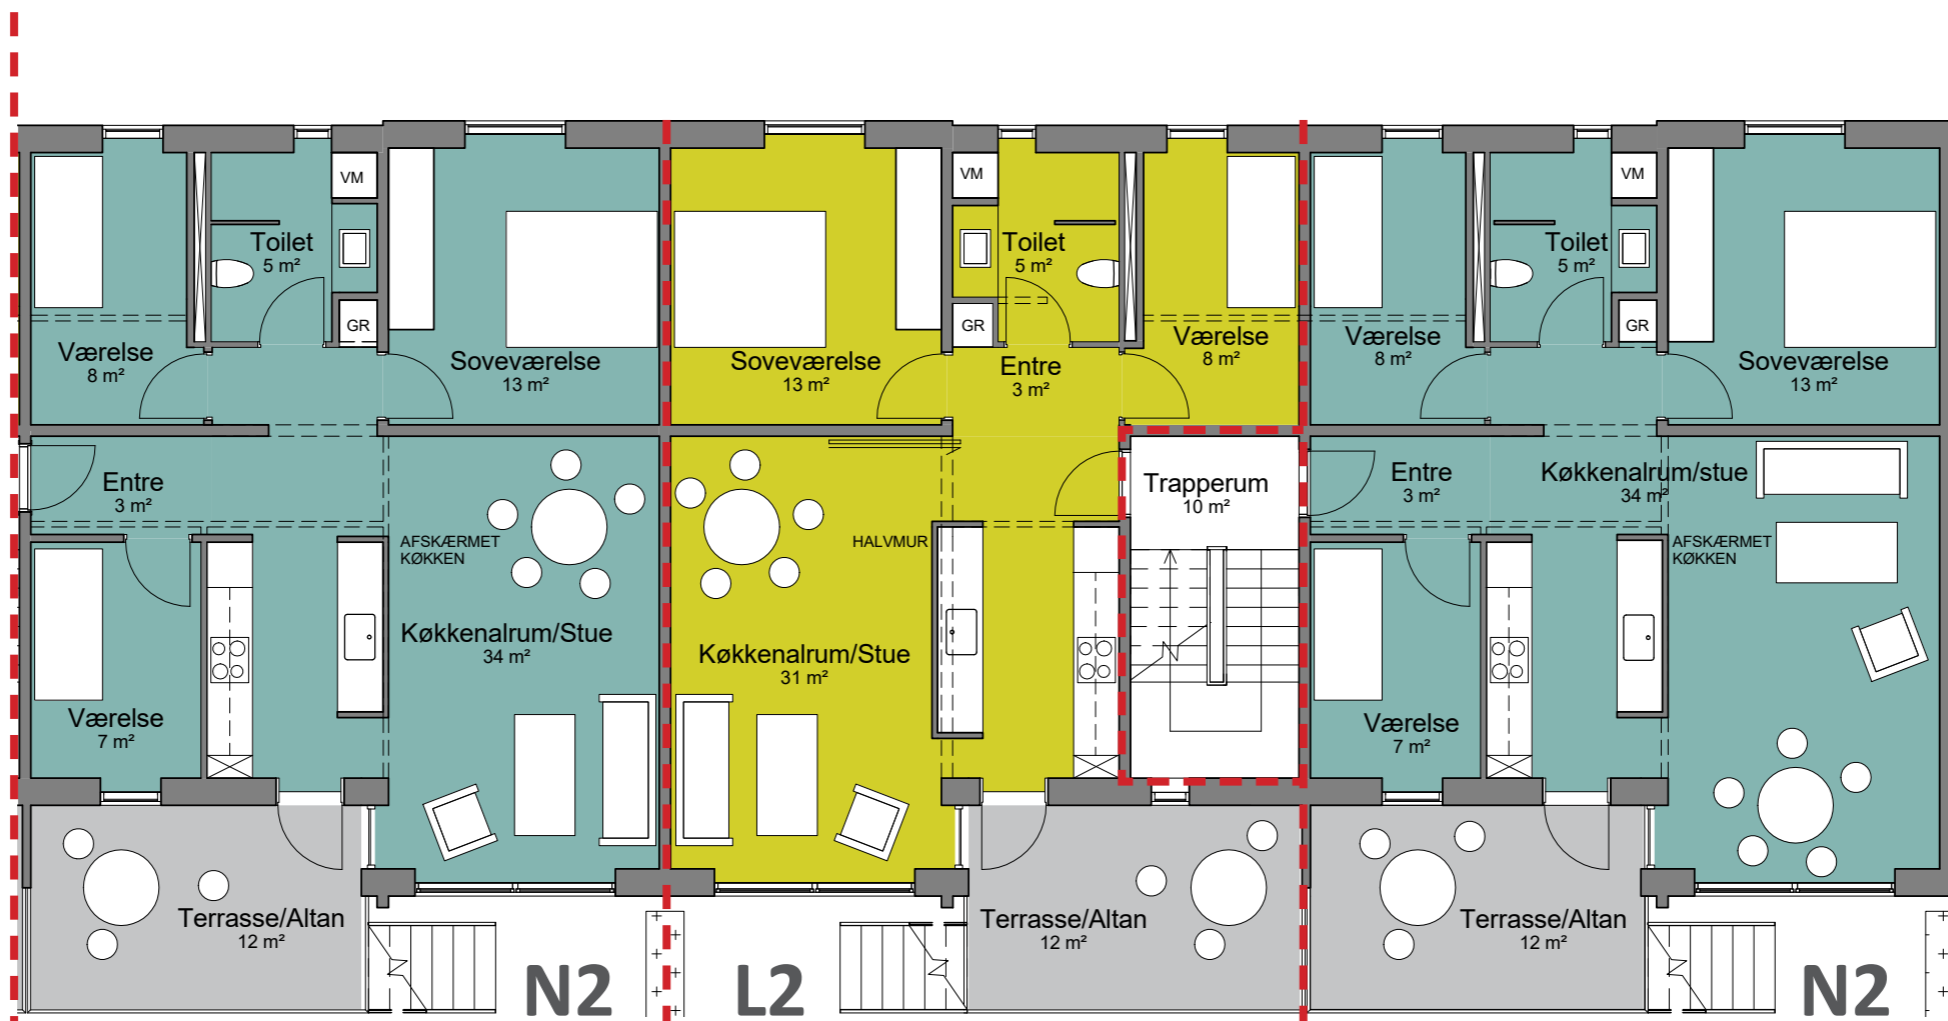 VM
Toilet
5 m²
GR
Værelse
8 m²
Soveværelse
13 m²
Entre
3 m²
AFSKÆRMET
KØKKEN
Køkkenalrum/Stue
34 m²
Værelse
7 m²
Terrasse/Altan
12 m²
N2
Soveværelse
13 m²
VM
Toilet
5 m²
GR
Entre
3 m²
Værelse
8 m²
HALVMUR
Køkkenalrum/Stue
31 m²
Trapperum
10 m²
Terrasse/Altan
12 m²
L2
Værelse
8 m²
VM
Toilet
5 m²
GR
Soveværelse
13 m²
Entre
3 m²
Køkkenalrum/stue
34 m²
AFSKÆRMET
KØKKEN
Værelse
7 m²
Terrasse/Altan
12 m²
N2